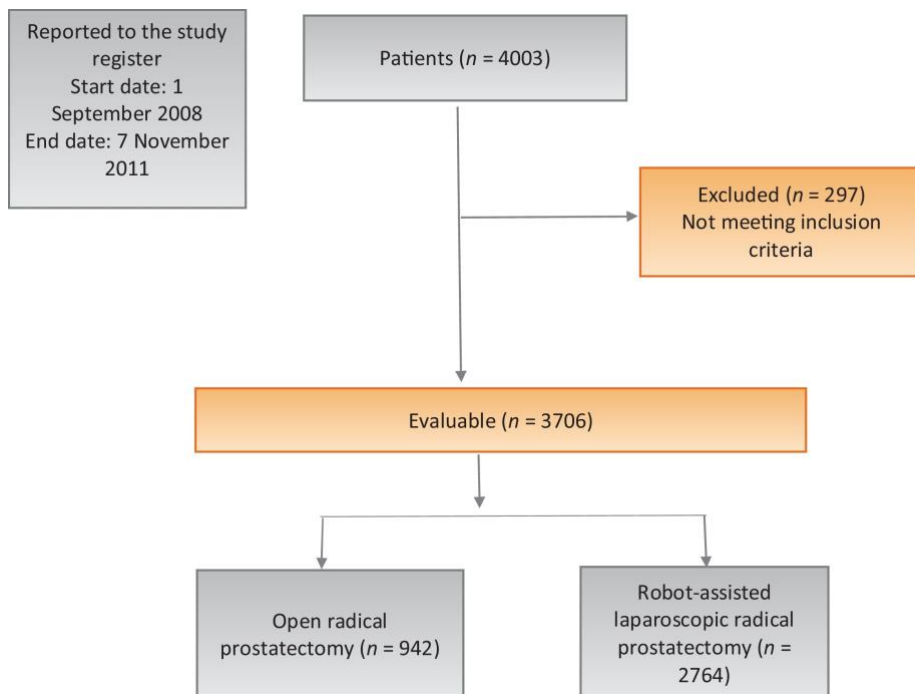 Reported to the study
register
Start date: 1
September 2008
End date: 7 November
2011
Patients (n = 4003)
Excluded (n = 297)
Not meeting inclusion
criteria
Evaluable (n = 3706)
Open radical
prostatectomy (n = 942)
Robot-assisted
laparoscopic radical
prostatectomy (n =
2764)